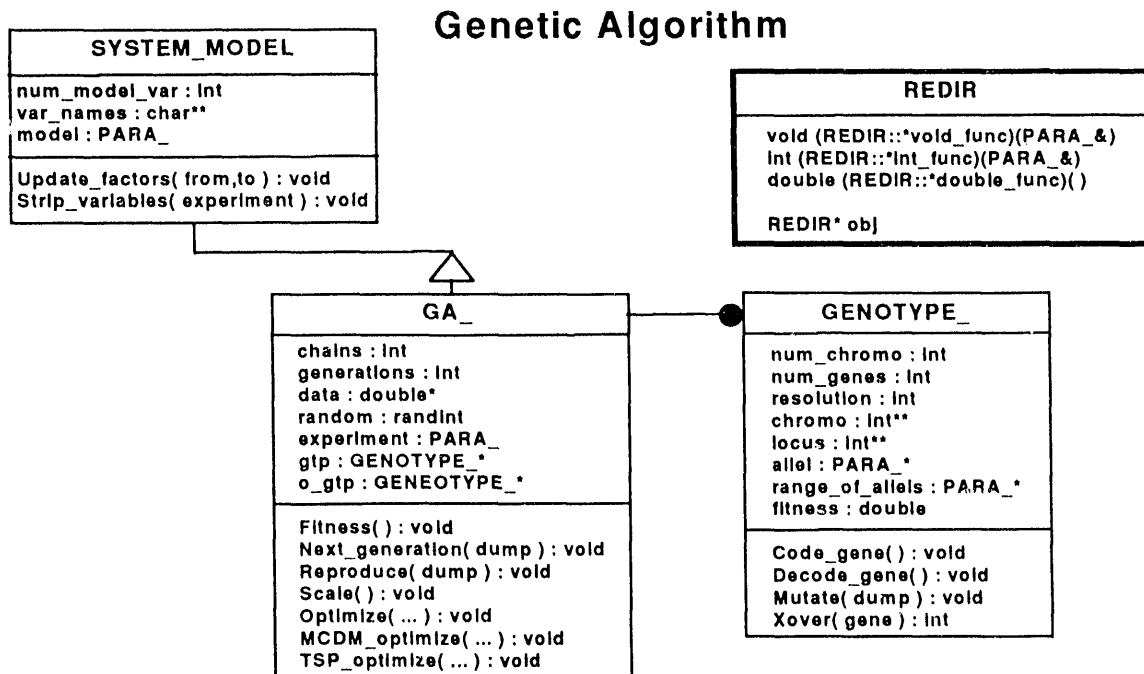 Genetic Algorithm
SYSTEM_MODEL
num_model_var : int
var_names : char**
model : PARA_
Update_factors( from,to ) : void
Strip_variables( experiment ) : void
REDIR
void (REDIR::*void_func)(PARA_&)
int (REDIR::*int_func)(PARA_&)
double (REDIR::*double_func)( )
REDIR* obj
GA_
chains : int
generations : int
data : double*
random : randint
experiment : PARA_
gtp : GENOTYPE_*
o_gtp : GENEOTYPE_*
Fitness( ) : void
Next_generation( dump ) : void
Reproduce( dump ) : void
Scale( ) : void
Optimize( ... ) : void
MCDM_optimize( ... ) : void
TSP_optimize( ... ) : void
GENOTYPE_
num_chromo : int
num_genes : int
resolution : int
chromo : int**
locus : int**
allel : PARA_*
range_of_allels : PARA_*
fitness : double
Code_gene( ) : void
Decode_gene( ) : void
Mutate( dump ) : void
Xover( gene ) : int